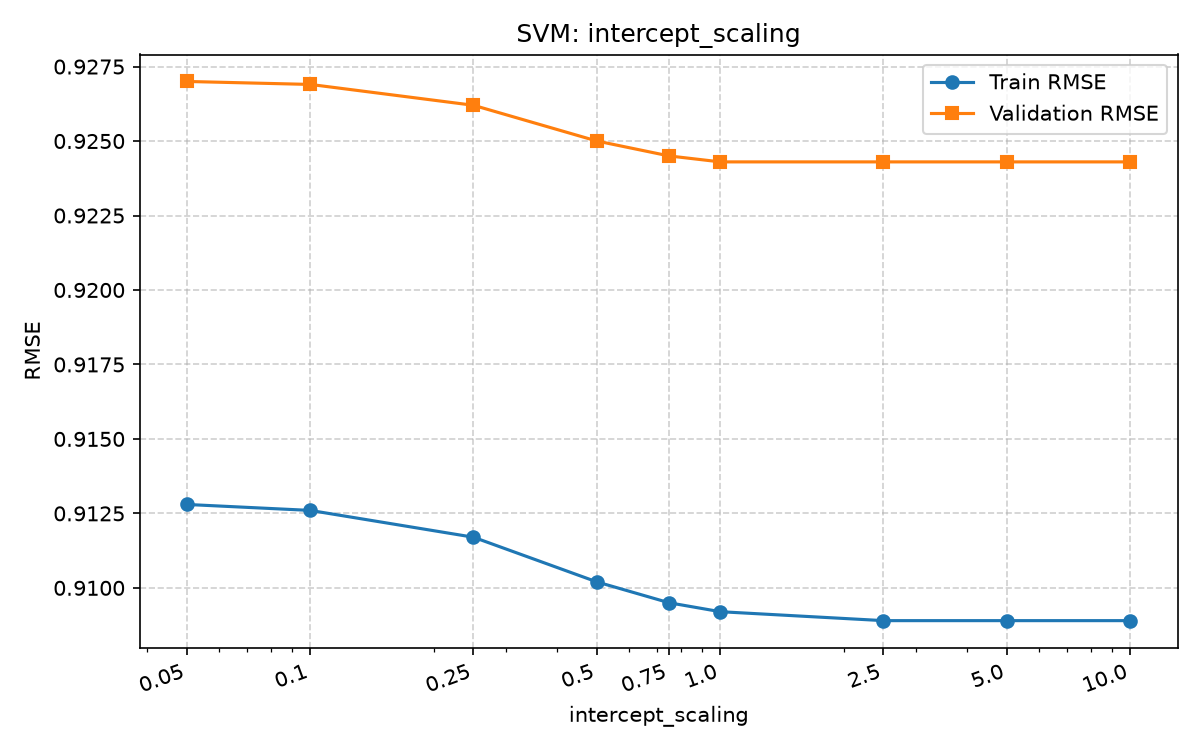 SVM: intercept_scaling
Train RMSE
Validation RMSE
RMSE
0.9275
0.9250
0.9225
0.9200
0.9175
0.9150
0.9125
0.9100
0.05 0.1 0.25 0.5 0.75 1.0 2.5 5.0 10.0
intercept_scaling